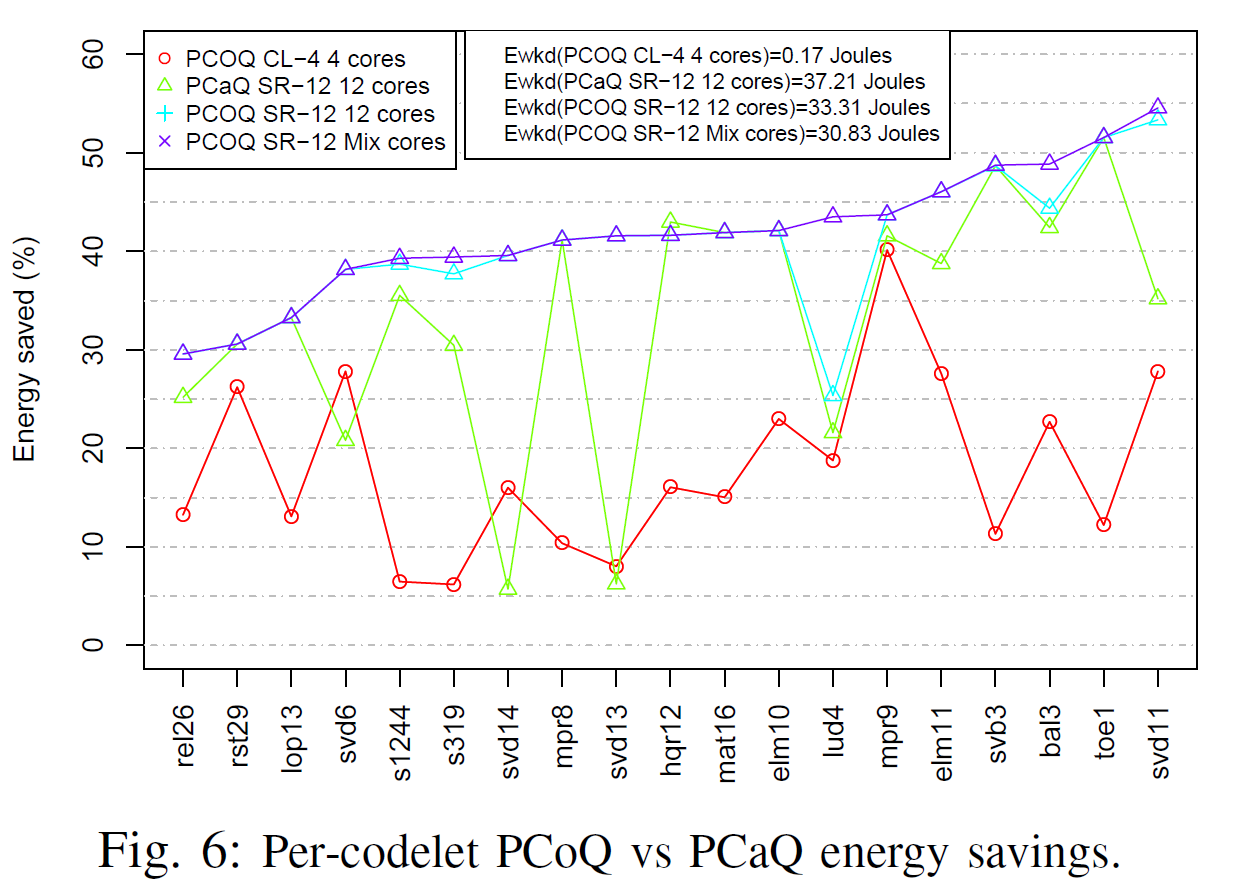 PCOQ CL−4 4 cores
PCaQ SR−12 12 cores
PCOQ SR−12 12 cores
PCOQ SR−12 Mix cores
Ewkd(PCOQ CL−4 4 cores)=0.17 Joules
Ewkd(PCaQ SR−12 12 cores)=37.21 Joules
Ewkd(PCOQ SR−12 12 cores)=33.31 Joules
Ewkd(PCOQ SR−12 Mix cores)=30.83 Joules
Energy saved (%)
60
50
40
30
20
10
0
rel26
rst29
lop13
svd6
s1244
s319
svd14
mpr8
svd13
hqr12
mat16
elm10
lud4
mpr9
elm11
svb3
bal3
toe1
svd11
Fig. 6: Per-codelet PCoQ vs PCaQ energy savings.